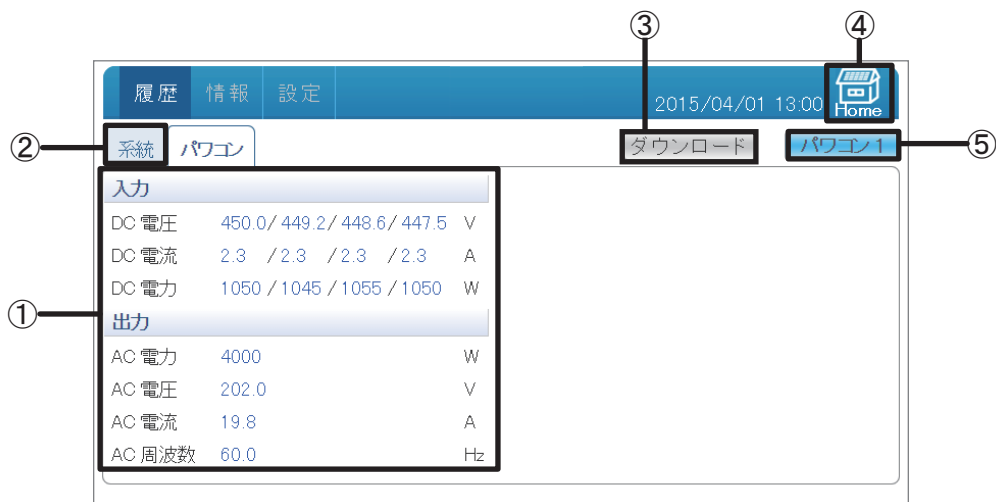 ③ ④
履歴 情報 設定 2015/04/01 13:00 Home
② 系統 パワコン ダウンロード パワコン1 ⑤
入力
DC 電圧 450.0/ 449.2/ 448.6/ 447.5 V
DC 電流 2.3 /2.3 /2.3 /2.3 A
DC 電力 1050 /1045 /1055 /1050 W
①
出力
AC 電力 4000 W
AC 電圧 202.0 V
AC 電流 19.8 A
AC 周波数 60.0 Hz